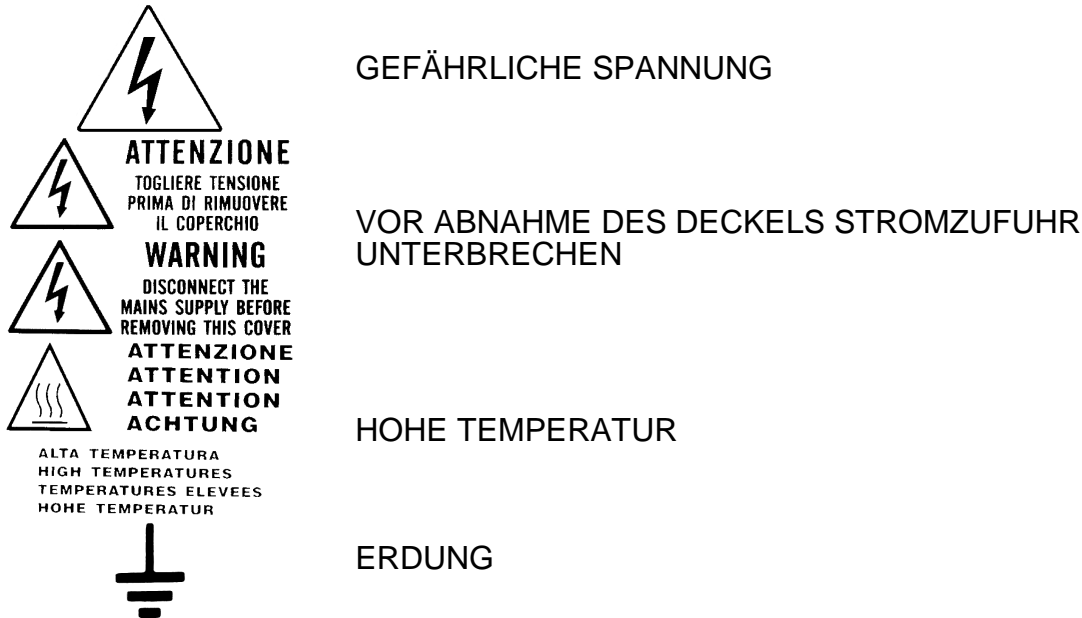 GEFÄHRLICHE SPANNUNG
ATTENZIONE
TOGLIERE TENSIONE
PRIMA DI RIMUOVERE
IL COPERCHIO
WARNING
DISCONNECT THE
MAINS SUPPLY BEFORE
REMOVING THIS COVER
VOR ABNAHME DES DECKELS STROMZUFUHR
UNTERBRECHEN
ATTENZIONE
ATTENTION
ATTENTION
ACHTUNG
ALTA TEMPERATURA
HIGH TEMPERATURES
TEMPERATURES ELEVEES
HOHE TEMPERATUR
HOHE TEMPERATUR
ERDUNG